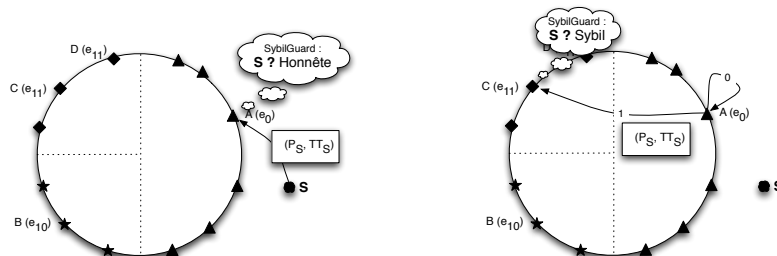 D (e11)
SybilGuard :
S ? Honnête
C (e11)
A (e0)
(PS, TTS)
S
B (e10)
SybilGuard :
S ? Sybil
C (e11)
0
1
A (e0)
(PS, TTS)
S
B (e10)